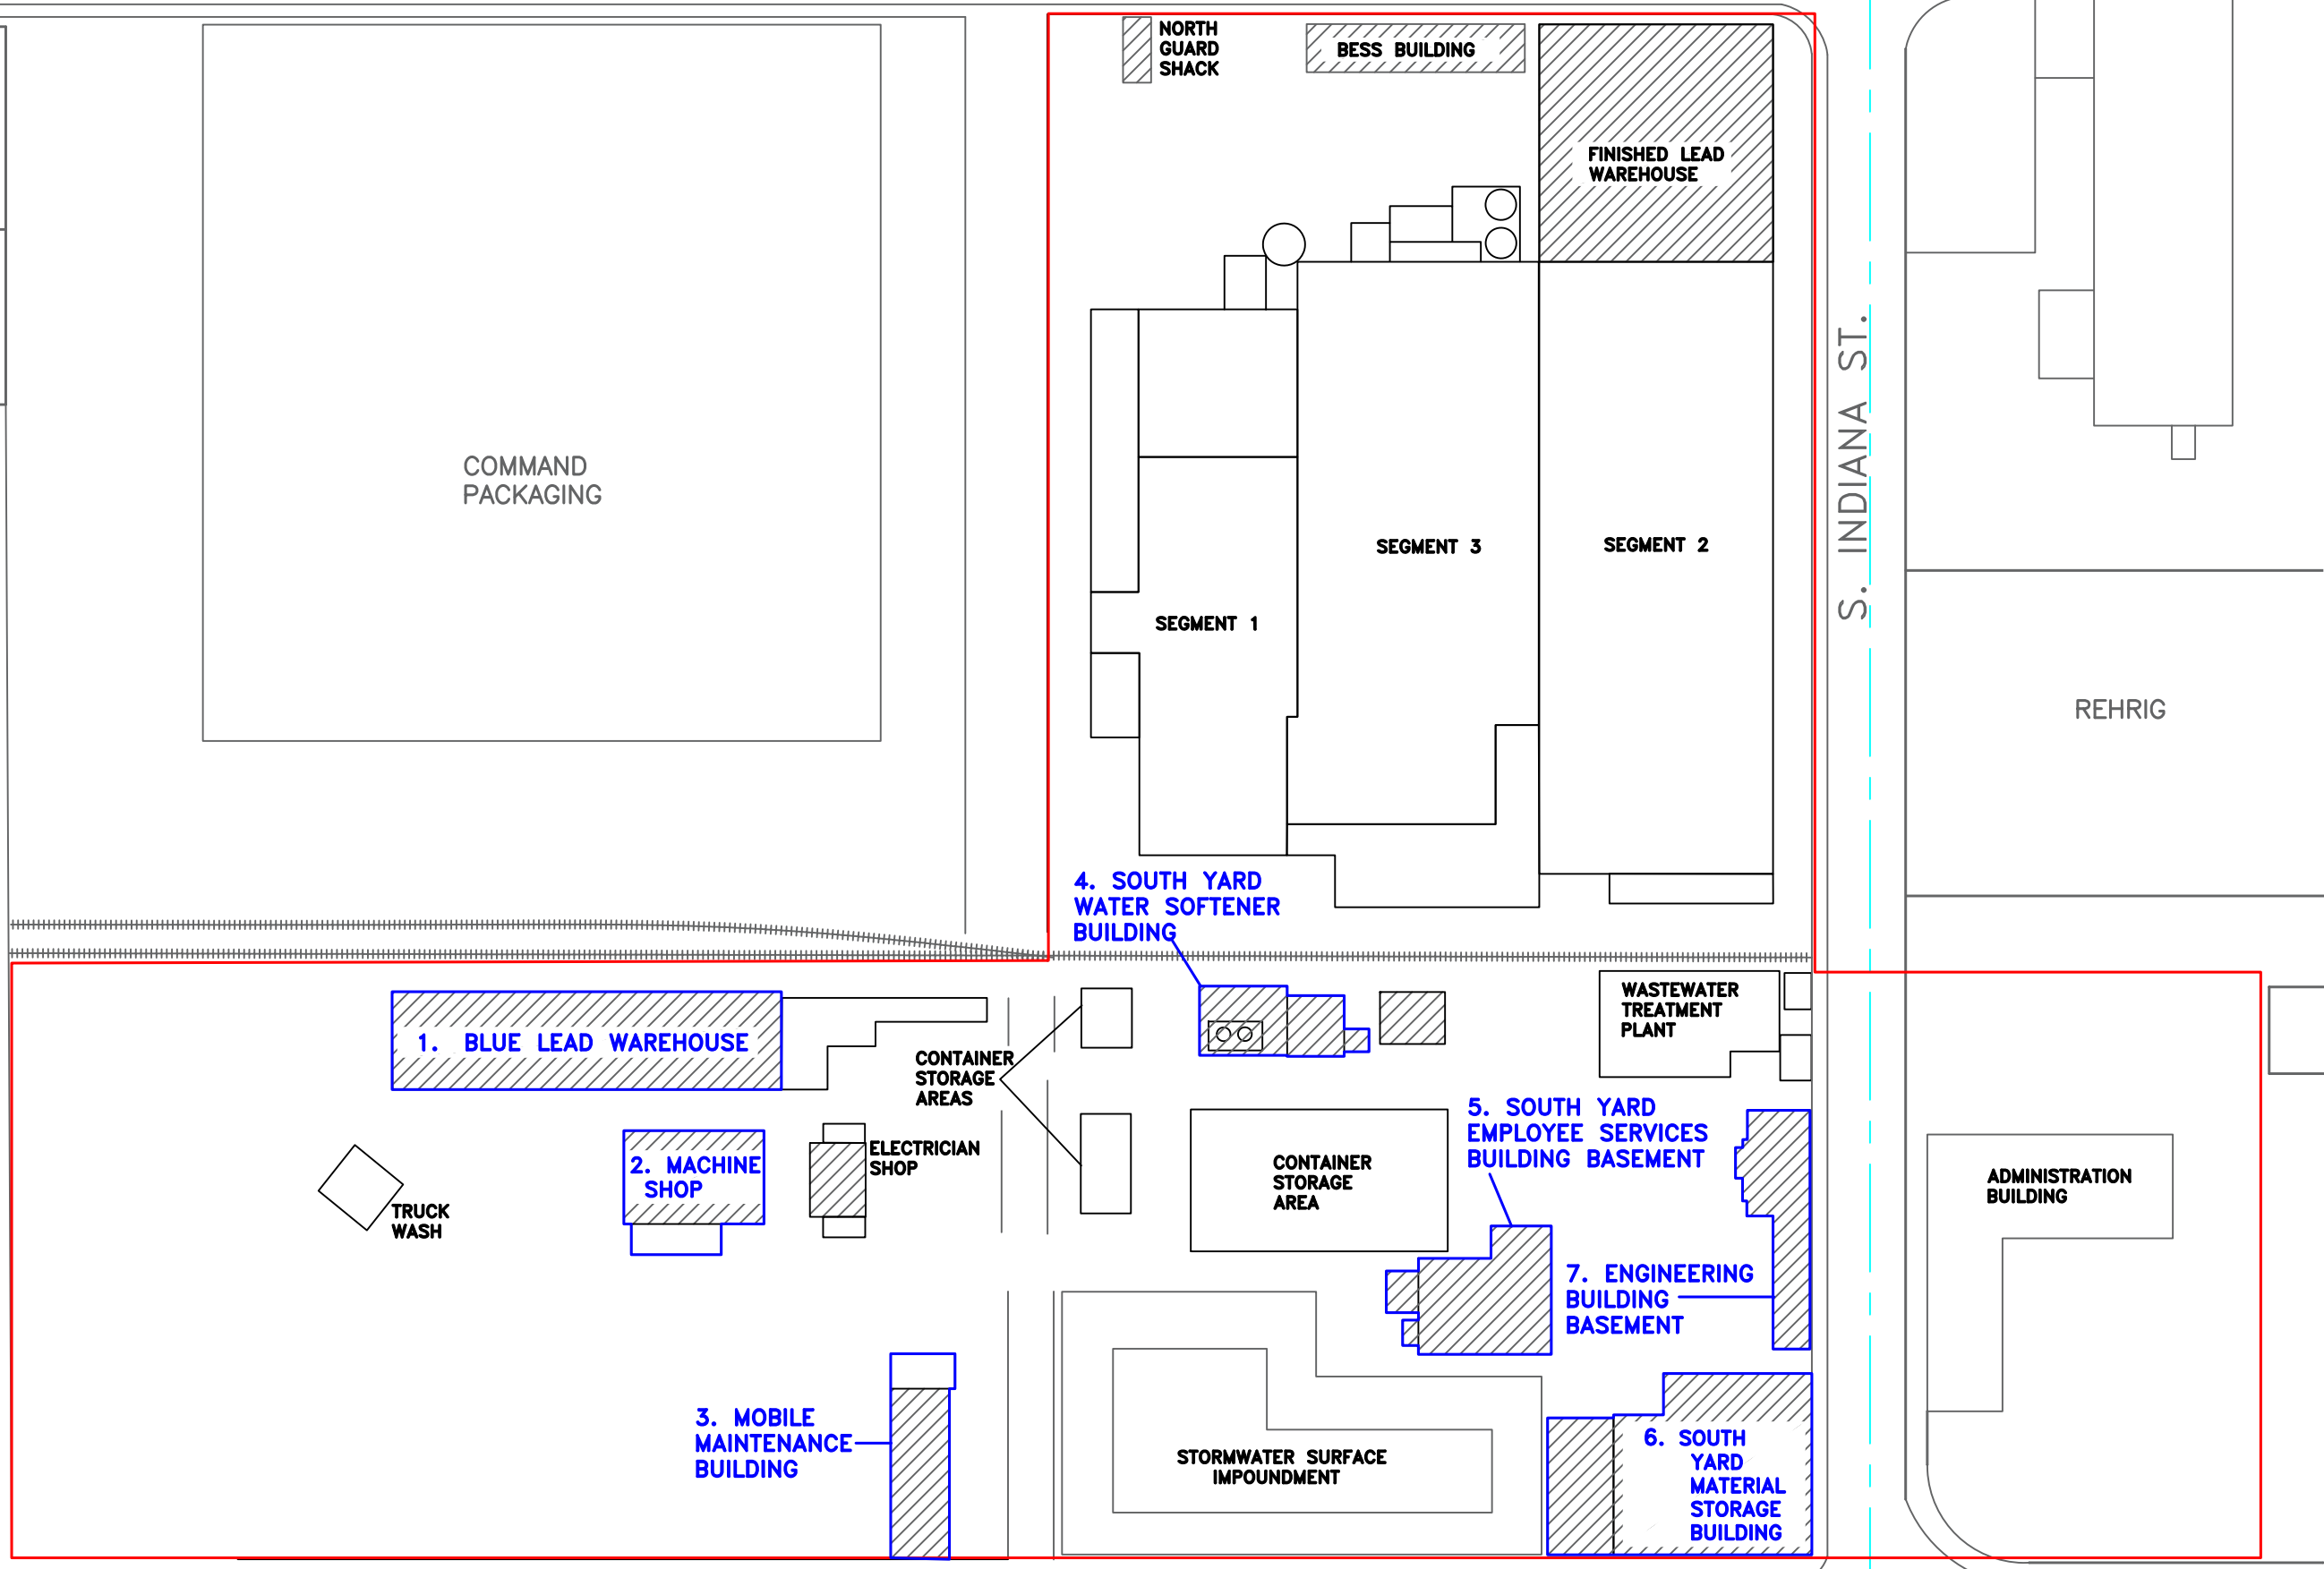 NORTH
GUARD
SHACK
BESS BUILDING
FINISHED LEAD
WAREHOUSE
S. INDIANA ST.
COMMAND
PACKAGING
SEGMENT 3
SEGMENT 2
SEGMENT 1
REHRIG
4. SOUTH YARD
WATER SOFTENER
BUILDING
WASTEWATER
TREATMENT
PLANT
1. BLUE LEAD WAREHOUSE
CONTAINER
STORAGE
AREAS
5. SOUTH YARD
EMPLOYEE SERVICES
BUILDING BASEMENT
2. MACHINE
SHOP
ELECTRICIAN
SHOP
CONTAINER
STORAGE
AREA
ADMINISTRATION
BUILDING
TRUCK
WASH
7. ENGINEERING
BUILDING
BASEMENT
3. MOBILE
MAINTENANCE
BUILDING
STORMWATER SURFACE
IMPOUNDMENT
6. SOUTH
YARD
MATERIAL
STORAGE
BUILDING